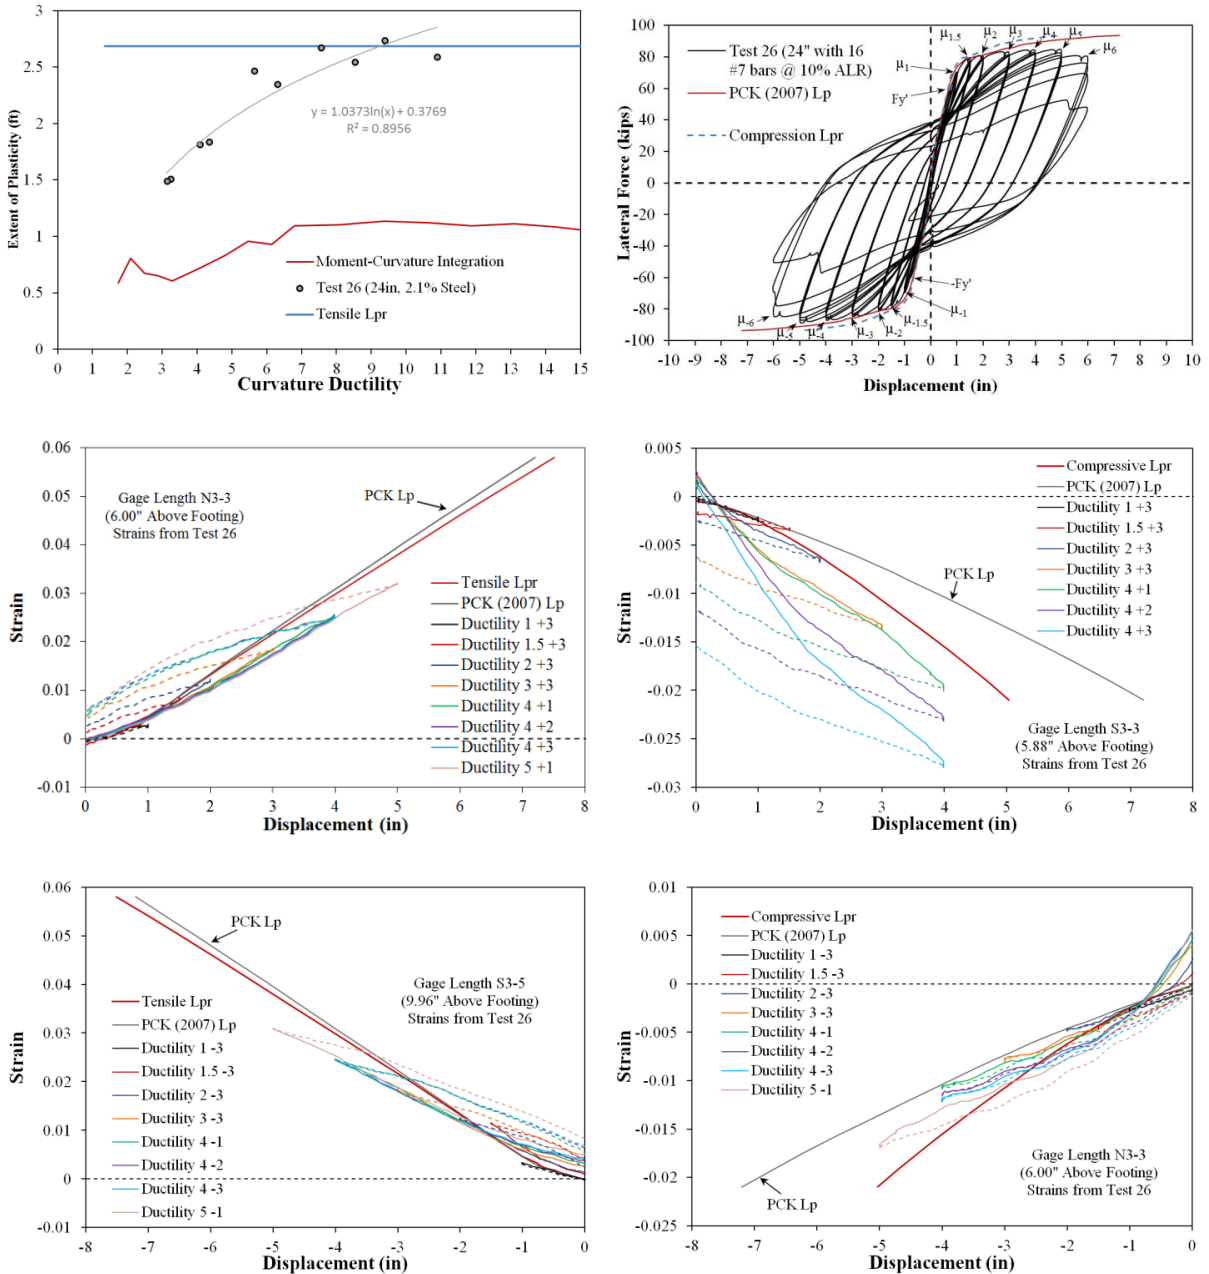 3
2.5
2
1.5
1
0.5
0
Extent of Plasticity (ft)
y = 1.0373ln(x) + 0.3769
R² = 0.8956
Moment-Curvature Integration
Test 26 (24in, 2.1% Steel)
Tensile Lpr
0 1 2 3 4 5 6 7 8 9 10 11 12 13 14 15
Curvature Ductility
100
80
60
40
20
0
-20
-40
-60
-80
-100
Lateral Force (kips)
Test 26 (24" with 16
#7 bars @ 10% ALR)
PCK (2007) Lp
Compression Lpr
μ1.5
μ2
μ3
μ4
μ5
μ6
μ1
Fy'
-Fy'
μ-1
μ-1.5
μ-2
μ-3
μ-4
μ-5
μ-6
-10 -9 -8 -7 -6 -5 -4 -3 -2 -1 0 1 2 3 4 5 6 7 8 9 10
Displacement (in)
0.06
0.05
0.04
0.03
0.02
0.01
0
-0.01
Strain
Gage Length N3-3
(6.00" Above Footing)
Strains from Test 26
PCK Lp
Tensile Lpr
PCK (2007) Lp
Ductility 1 +3
Ductility 1.5 +3
Ductility 2 +3
Ductility 3 +3
Ductility 4 +1
Ductility 4 +2
Ductility 4 +3
Ductility 5 +1
0 1 2 3 4 5 6 7 8
Displacement (in)
0.005
0
-0.005
-0.01
-0.015
-0.02
-0.025
-0.03
Strain
Compressive Lpr
PCK (2007) Lp
Ductility 1 +3
Ductility 1.5 +3
Ductility 2 +3
Ductility 3 +3
Ductility 4 +1
Ductility 4 +2
Ductility 4 +3
PCK Lp
Gage Length S3-3
(5.88" Above Footing)
Strains from Test 26
0 1 2 3 4 5 6 7 8
Displacement (in)
0.06
0.05
0.04
0.03
0.02
0.01
0
-0.01
Strain
PCK Lp
Gage Length S3-5
(9.96" Above Footing)
Strains from Test 26
Tensile Lpr
PCK (2007) Lp
Ductility 1 -3
Ductility 1.5 -3
Ductility 2 -3
Ductility 3 -3
Ductility 4 -1
Ductility 4 -2
Ductility 4 -3
Ductility 5 -1
-8 -7 -6 -5 -4 -3 -2 -1 0
Displacement (in)
0.01
0.005
0
-0.005
-0.01
-0.015
-0.02
-0.025
Strain
Compressive Lpr
PCK (2007) Lp
Ductility 1 -3
Ductility 1.5 -3
Ductility 2 -3
Ductility 3 -3
Ductility 4 -1
Ductility 4 -2
Ductility 4 -3
Ductility 5 -1
Gage Length N3-3
(6.00" Above Footing)
Strains from Test 26
PCK Lp
-8 -7 -6 -5 -4 -3 -2 -1 0
Displacement (in)